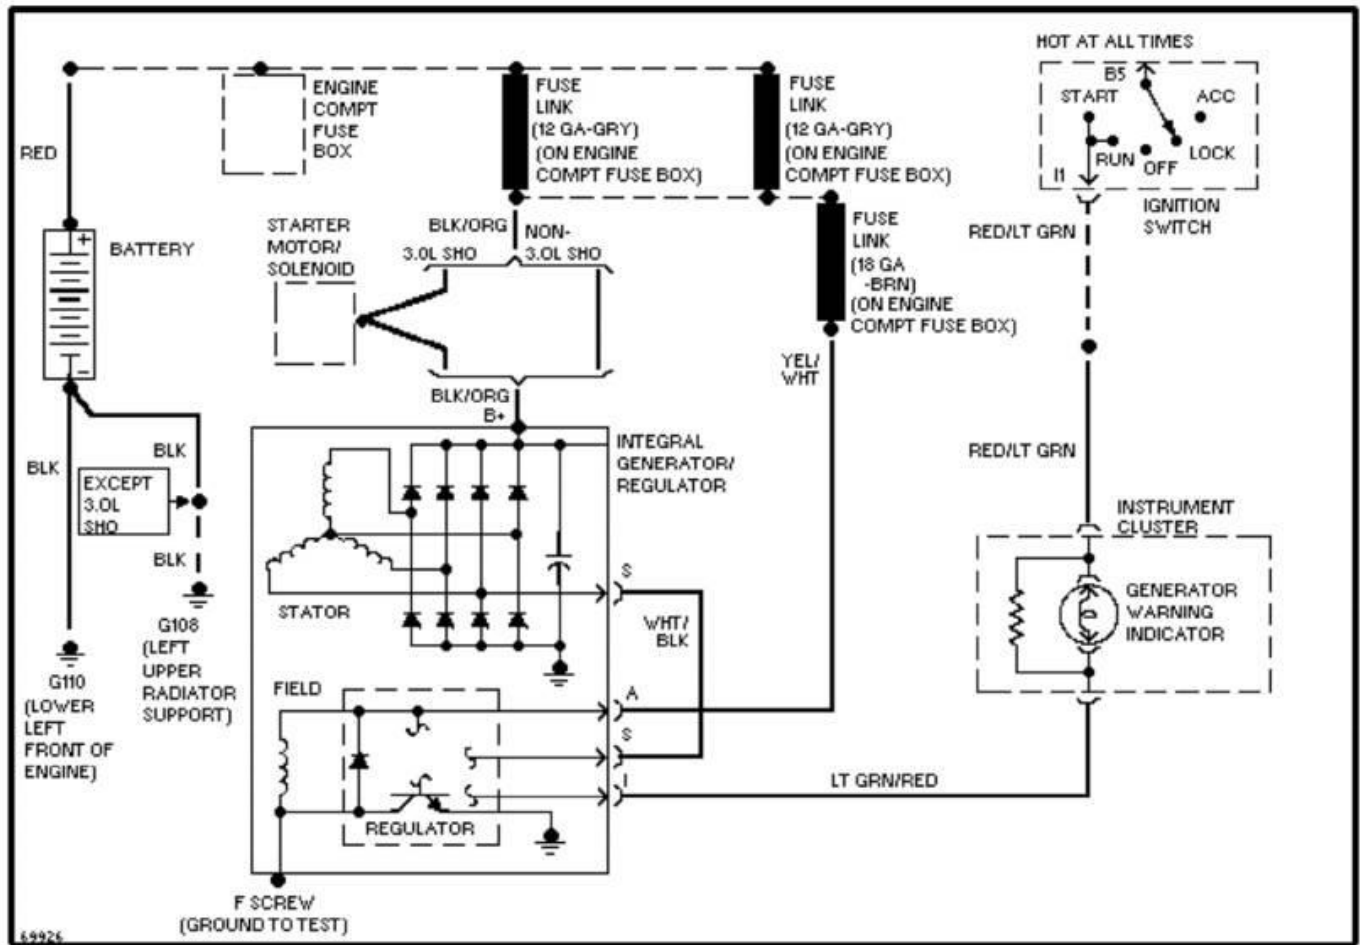 HOT AT ALL TIMES
B5
START
ACC
RUN
OFF
LOCK
I1
IGNITION
SWITCH
RED
ENGINE
COMPT
FUSE
BOX
FUSE
LINK
(12 GA-GRY)
(ON ENGINE
COMPT FUSE BOX)
FUSE
LINK
(12 GA-GRY)
(ON ENGINE
COMPT FUSE BOX)
+
BATTERY
-
STARTER
MOTOR/
SOLENOID
BLK/ORG
NON-
3.0L SHO
3.0L SHO
FUSE
LINK
(18 GA
-BRN)
(ON ENGINE
COMPT FUSE BOX)
RED/LT GRN
YEL/
WHT
BLK/ORG
B+
BLK
BLK
EXCEPT
3.0L
SHO
BLK
G108
(LEFT
UPPER
RADIATOR
SUPPORT)
G110
(LOWER
LEFT
FRONT OF
ENGINE)
INTEGRAL
GENERATOR/
REGULATOR
STATOR
S
WHT/
BLK
FIELD
A
S
I
REGULATOR
F SCREW
(GROUND TO TEST)
RED/LT GRN
INSTRUMENT
CLUSTER
GENERATOR
WARNING
INDICATOR
LT GRN/RED
69926